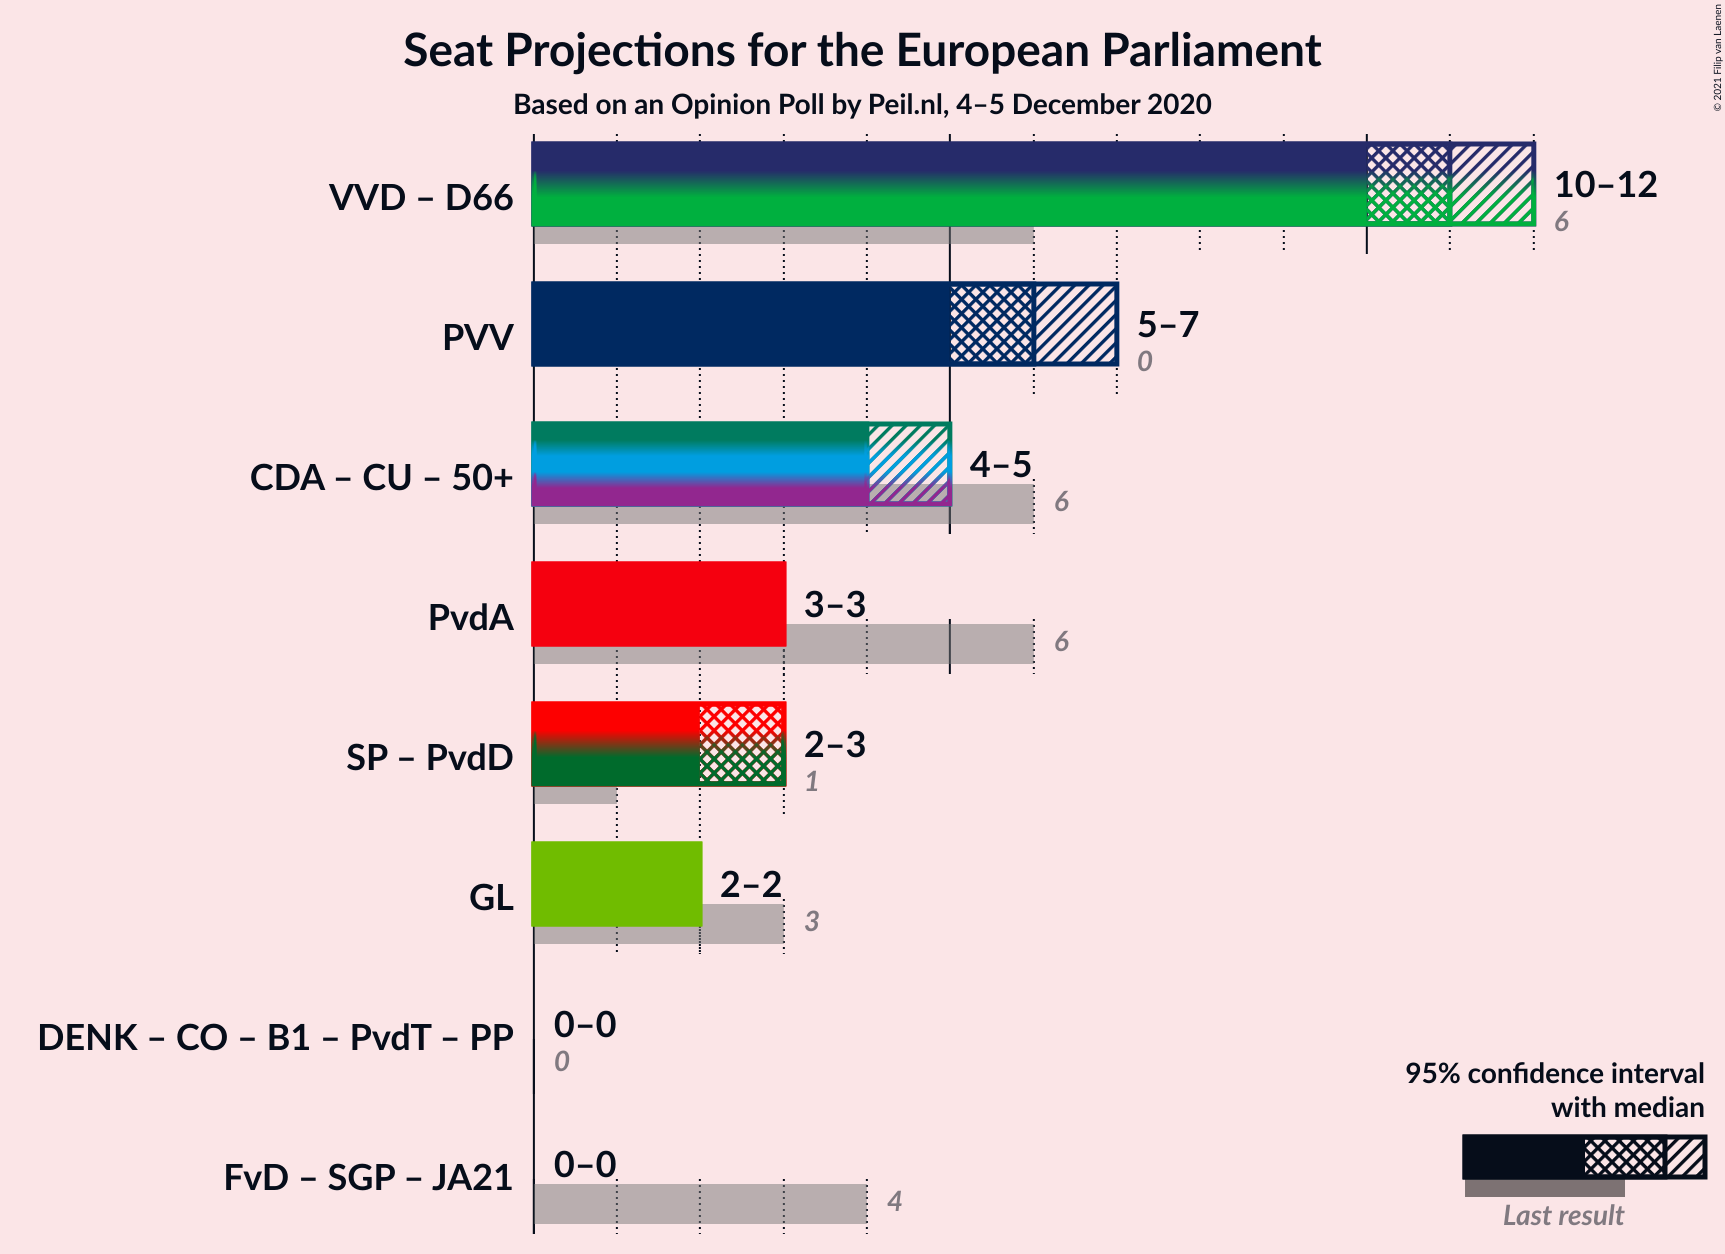 Seat Projections for the European Parliament
Based on an Opinion Poll by Peil.nl, 4–5 December 2020
© 2021 Filip van Laenen
VVD – D66
10–12
6
PVV
5–7
0
CDA – CU – 50+
4–5
6
PvdA
3–3
6
SP – PvdD
2–3
1
GL
2–2
3
DENK – CO – B1 – PvdT – PP
0–0
0
FvD – SGP – JA21
0–0
4
95% confidence interval
with median
Last result